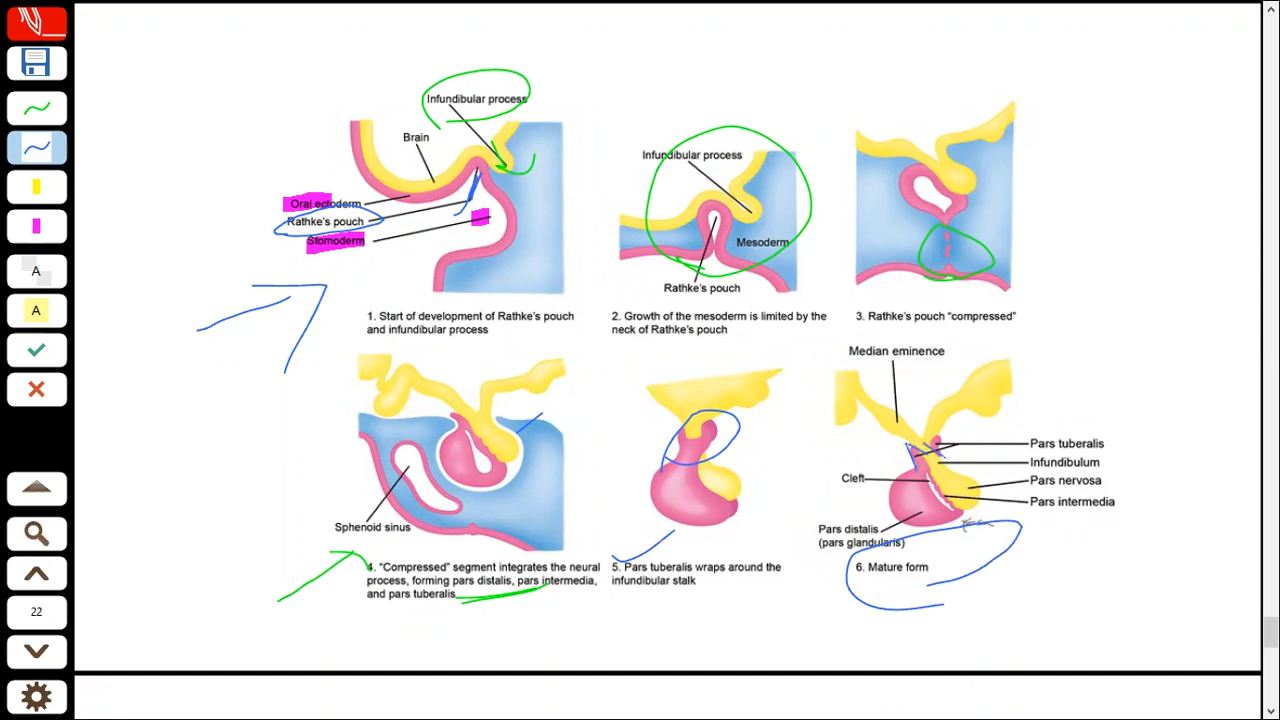 Infundibular process
Brain
Oral ectoderm
Rathke's pouch
Stomoderm
1. Start of development of Rathke's pouch
and infundibular process
Infundibular process
Mesoderm
Rathke's pouch
2. Growth of the mesoderm is limited by the
neck of Rathke's pouch
3. Rathke's pouch “compressed”
Sphenoid sinus
4. “Compressed” segment integrates the neural
process, forming pars distalis, pars intermedia,
and pars tuberalis
5. Pars tuberalis wraps around the
infundibular stalk
Median eminence
Pars tuberalis
Infundibulum
Cleft
Pars nervosa
Pars intermedia
Pars distalis
(pars glandularis)
6. Mature form
A
A
22